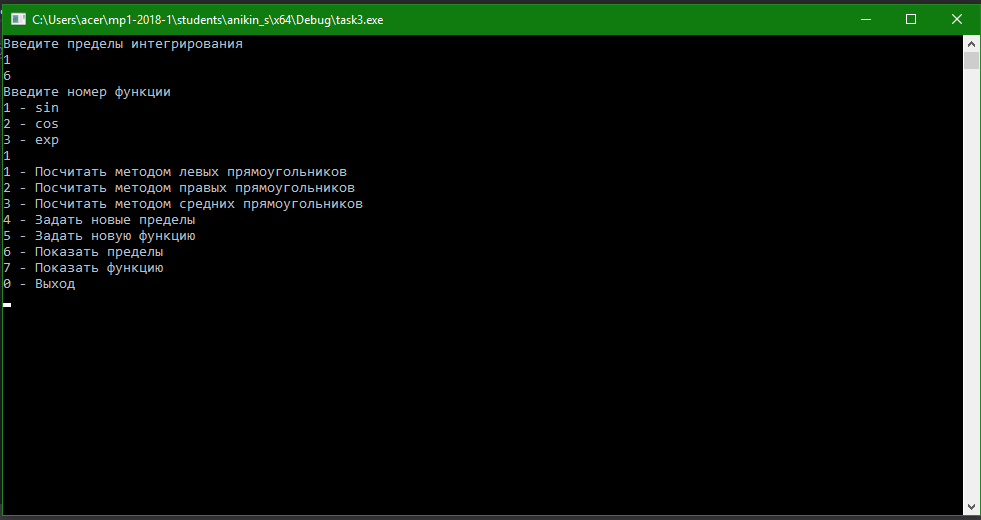 C:\Users\acer\mp1-2018-1\students\anikin_s\x64\Debug\task3.exe
Введите пределы интегрирования
1
6
Введите номер функции
1 - sin
2 - cos
3 - exp
1
1 - Посчитать методом левых прямоугольников
2 - Посчитать методом правых прямоугольников
3 - Посчитать методом средних прямоугольников
4 - Задать новые пределы
5 - Задать новую функцию
6 - Показать пределы
7 - Показать функцию
0 - Выход